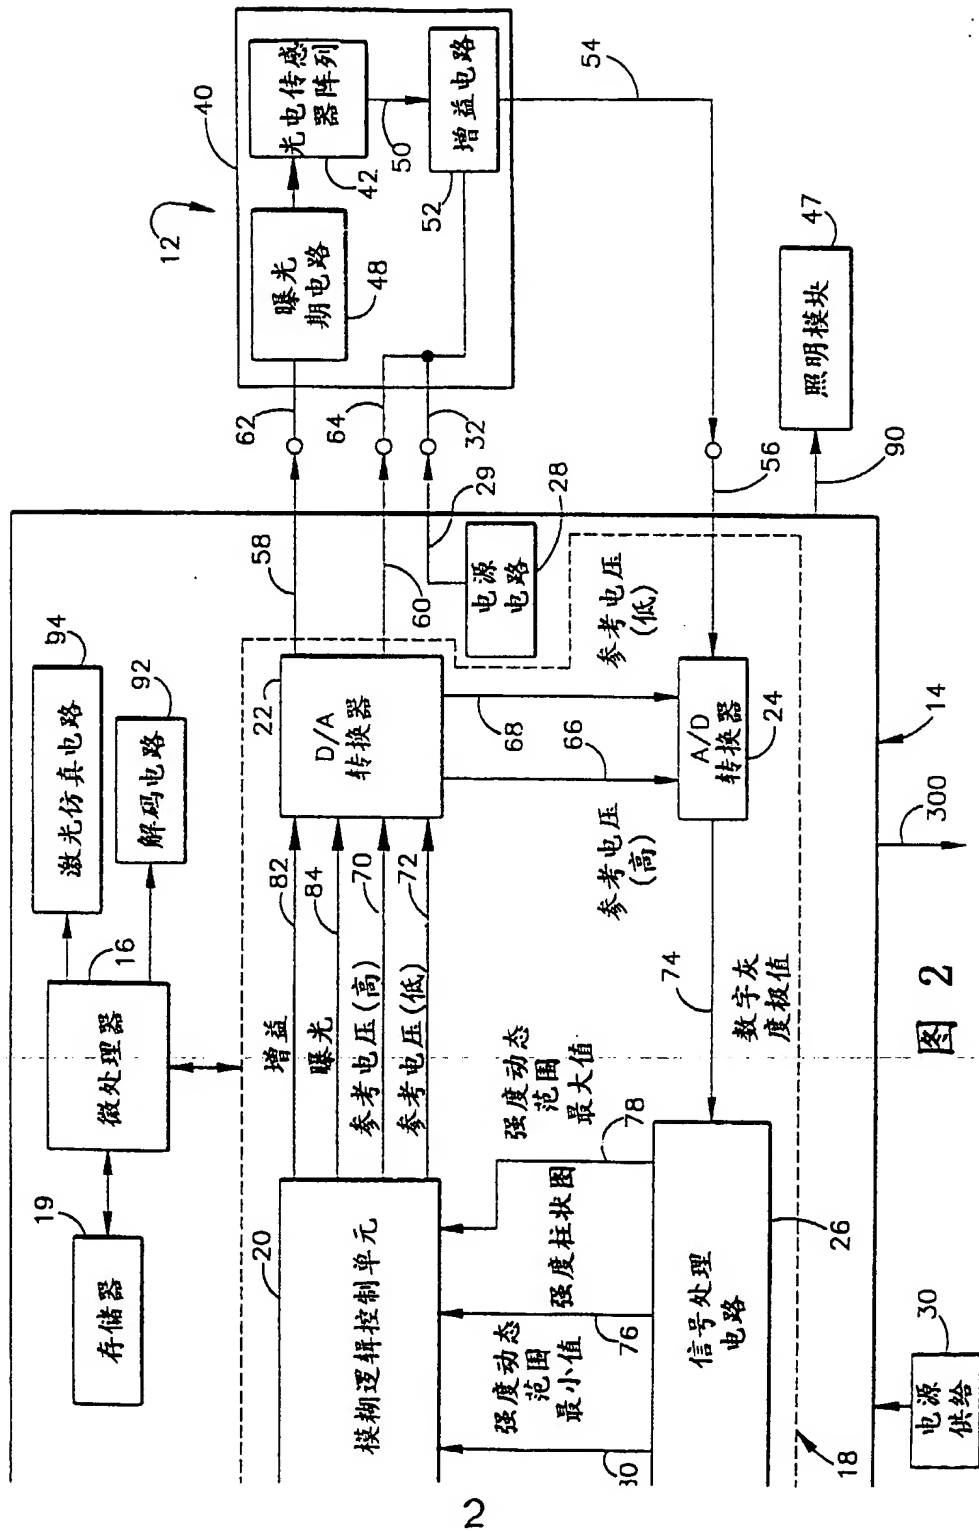 存储器
19
微处理器
16
激光仿真电路
94
解码电路
92
模糊逻辑控制单元
20
增益
82
曝光
84
参考电压(高)
70
参考电压(低)
72
D/A
转换器
22
58
60
62
64
29
32
电源
电路
28
12
40
曝光
期电路
48
光电传感
器阵列
42
50
增益电路
52
54
强度动态
范围
最小值
强度柱状图
76
强度动态
范围
最大值
78
68
66
参考电压
(高)
参考电压
(低)
A/D
转换器
24
56
信号处理
电路
26
74
数字灰
度极值
照明模块
47
90
18
电源
供给
30
14
300
图 2
2